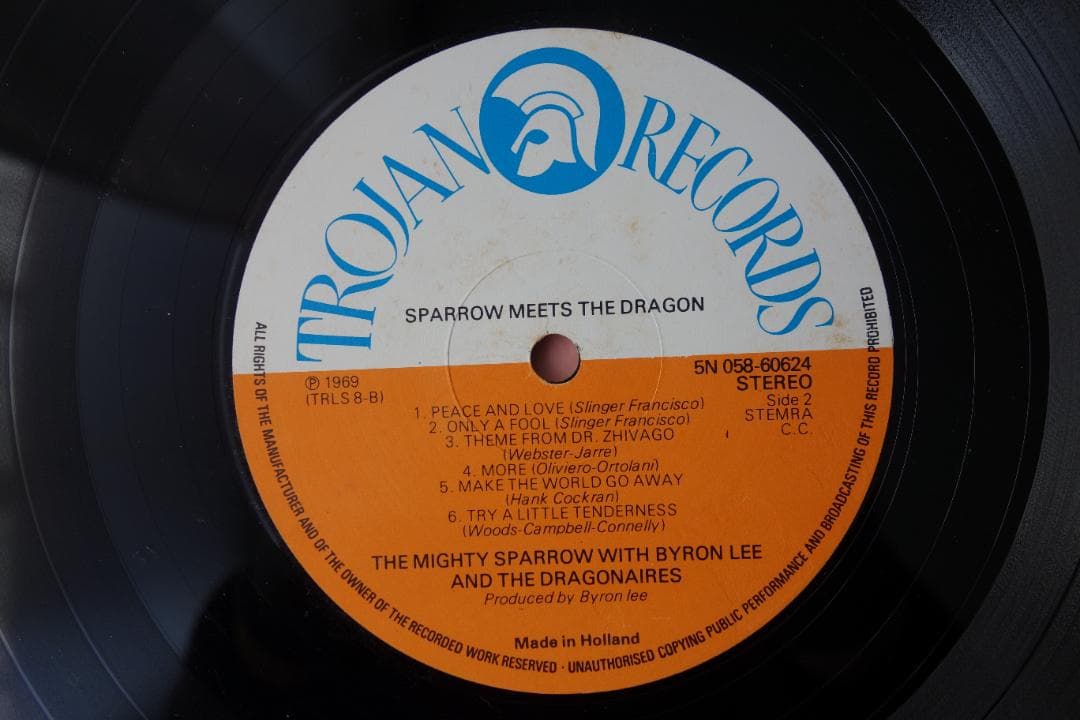 TROJAN RECORDS
SPARROW MEETS THE DRAGON
5N 058-60624
STEREO
Side 2
STEMRA
C.C.
℗ 1969
(TRLS 8-B)
1. PEACE AND LOVE (Slinger Francisco)
2. ONLY A FOOL (Slinger Francisco)
3. THEME FROM DR. ZHIVAGO
(Webster-Jarre)
4. MORE (Oliviero-Ortolani)
5. MAKE THE WORLD GO AWAY
(Hank Cockran)
6. TRY A LITTLE TENDERNESS
(Woods-Campbell-Connelly)
THE MIGHTY SPARROW WITH BYRON LEE
AND THE DRAGONAIRES
Produced by Byron lee
Made in Holland
ALL RIGHTS OF THE MANUFACTURER AND OF THE OWNER OF THE RECORDED WORK RESERVED · UNAUTHORISED COPYING PUBLIC PERFORMANCE AND BROADCASTING OF THIS RECORD PROHIBITED